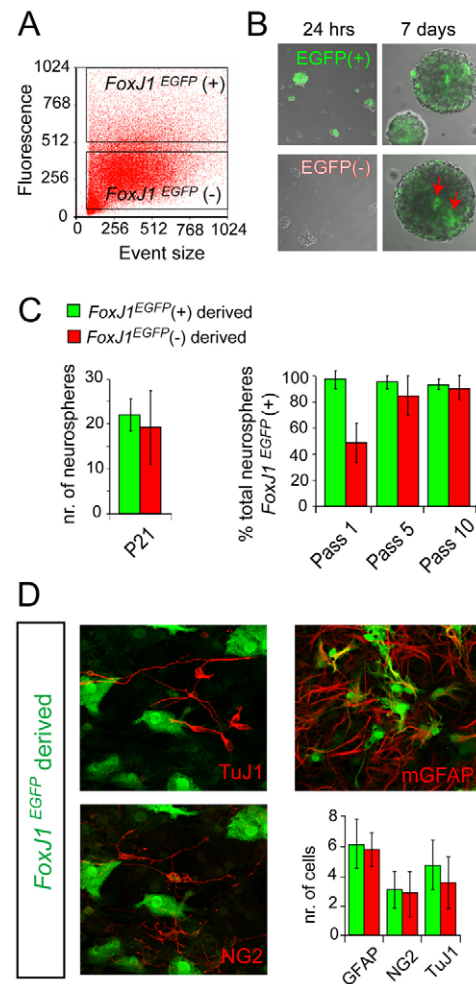 A
1024
768
512
256
0
Fluorescence
FoxJ1 EGFP (+)
FoxJ1 EGFP (-)
0 256 512 768 1024
Event size
B
24 hrs 7 days
EGFP(+)
EGFP(-)
C
FoxJ1EGFP(+) derived
FoxJ1EGFP(-) derived
nr. of neurospheres
30
20
10
0
P21
% total neurospheres
FoxJ1 EGFP (+)
100
80
60
40
20
0
Pass 1
Pass 5
Pass 10
D
FoxJ1 EGFP derived
TuJ1
mGFAP
NG2
nr. of cells
8
6
4
2
0
GFAP
NG2
TuJ1